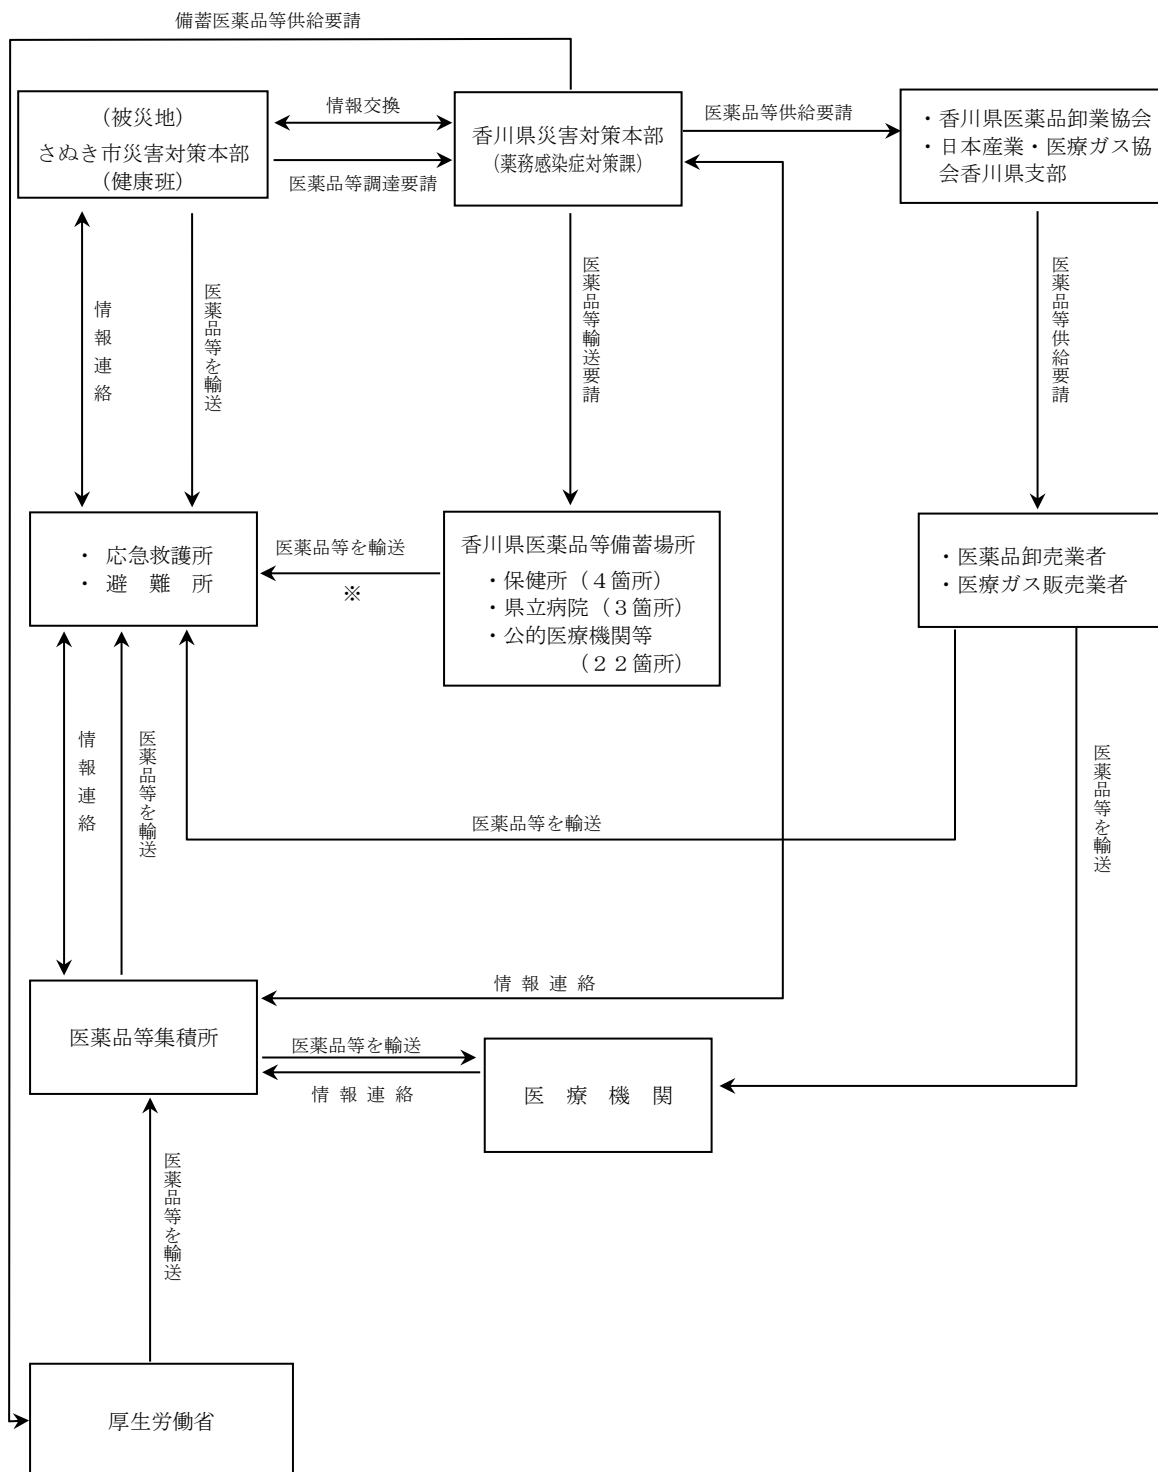 備蓄医薬品等供給要請
(被災地)
さぬき市災害対策本部
(健康班)
情報交換
医薬品等調達要請
香川県災害対策本部
(薬務感染症対策課)
医薬品等供給要請
・香川県医薬品卸業協会
・日本産業・医療ガス協
会香川県支部
情報連絡
医薬品等を輸送
医薬品等輸送要請
医薬品等供給要請
・ 応急救護所
・ 避 難 所
医薬品等を輸送
※
香川県医薬品等備蓄場所
・保健所（４箇所）
・県立病院（３箇所）
・公的医療機関等
（２２箇所）
・医薬品卸売業者
・医療ガス販売業者
情報連絡
医薬品等を輸送
医薬品等を輸送
医薬品等を輸送
情 報 連 絡
医薬品等集積所
医薬品等を輸送
情 報 連 絡
医 療 機 関
医薬品等を輸送
厚生労働省